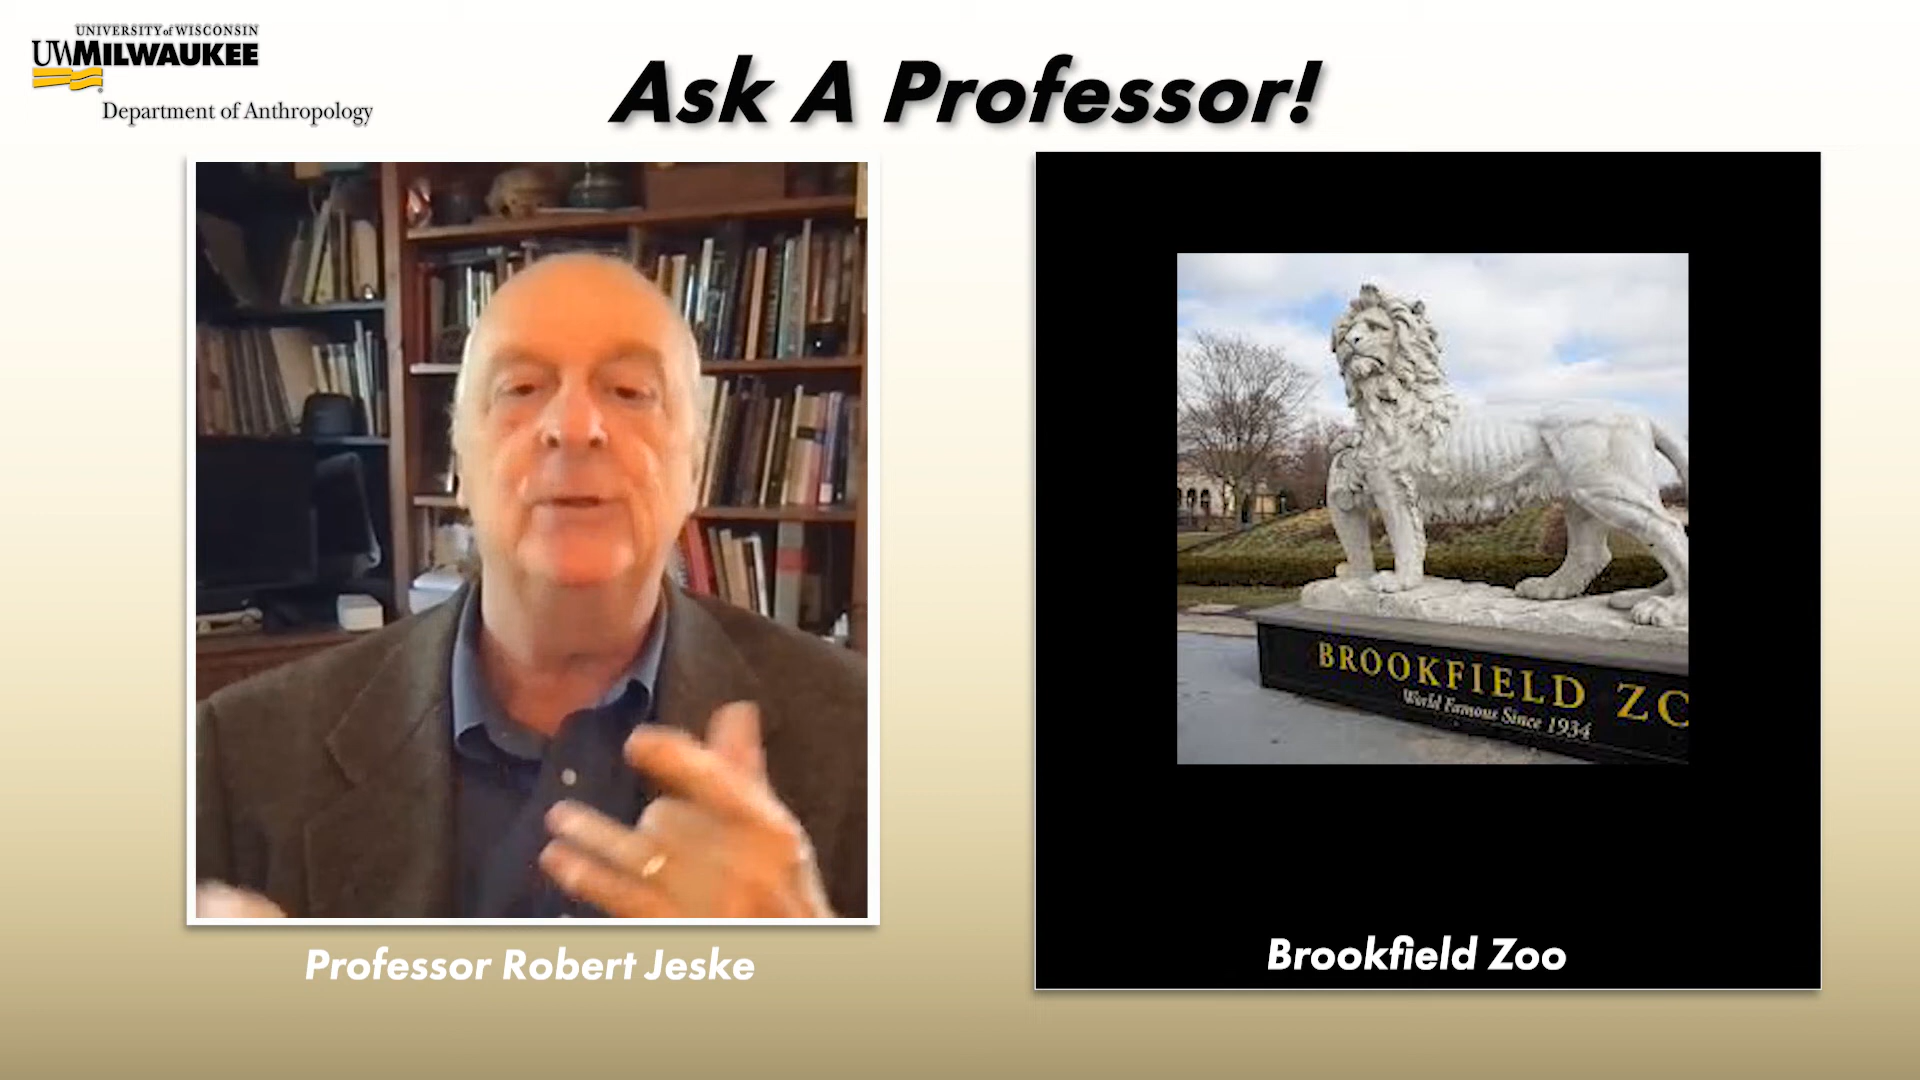 UNIVERSITY of WISCONSIN
UWMILWAUKEE
Department of Anthropology
Ask A Professor!
BROOKFIELD ZO
World Famous Since 1934
Professor Robert Jeske
Brookfield Zoo